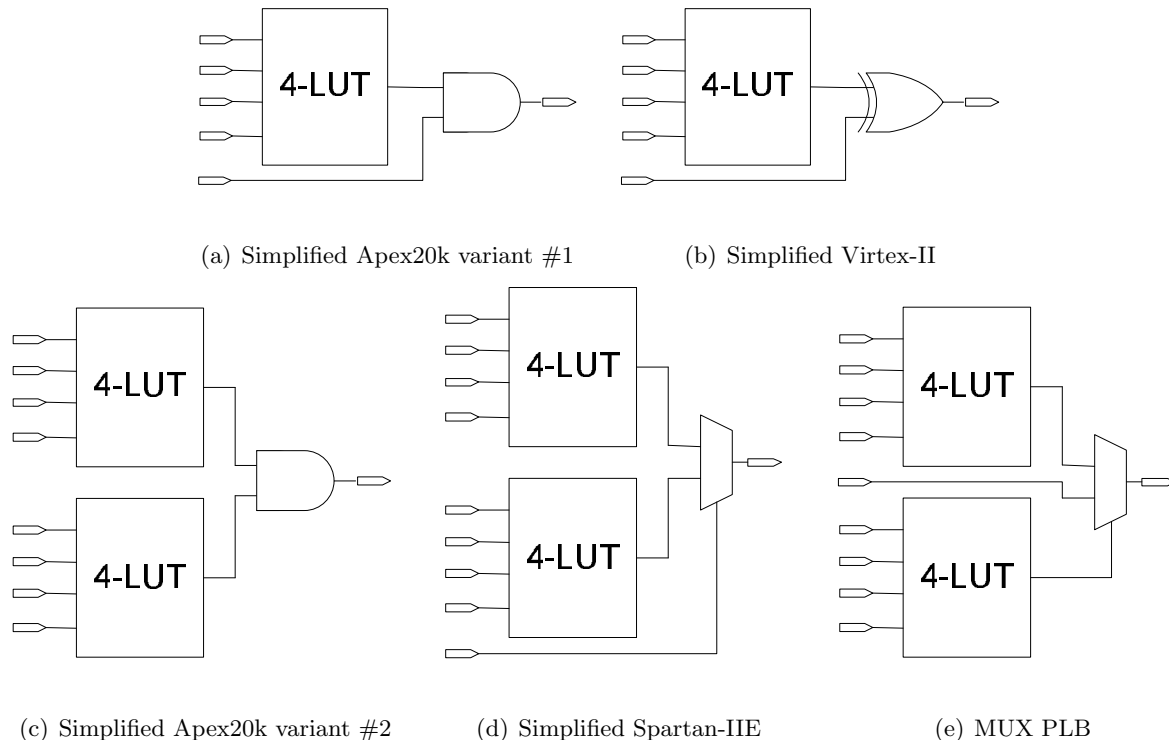 4-LUT
4-LUT
(a) Simplified Apex20k variant #1
(b) Simplified Virtex-II
4-LUT
4-LUT
4-LUT
4-LUT
4-LUT
4-LUT
(c) Simplified Apex20k variant #2
(d) Simplified Spartan-IIE
(e) MUX PLB